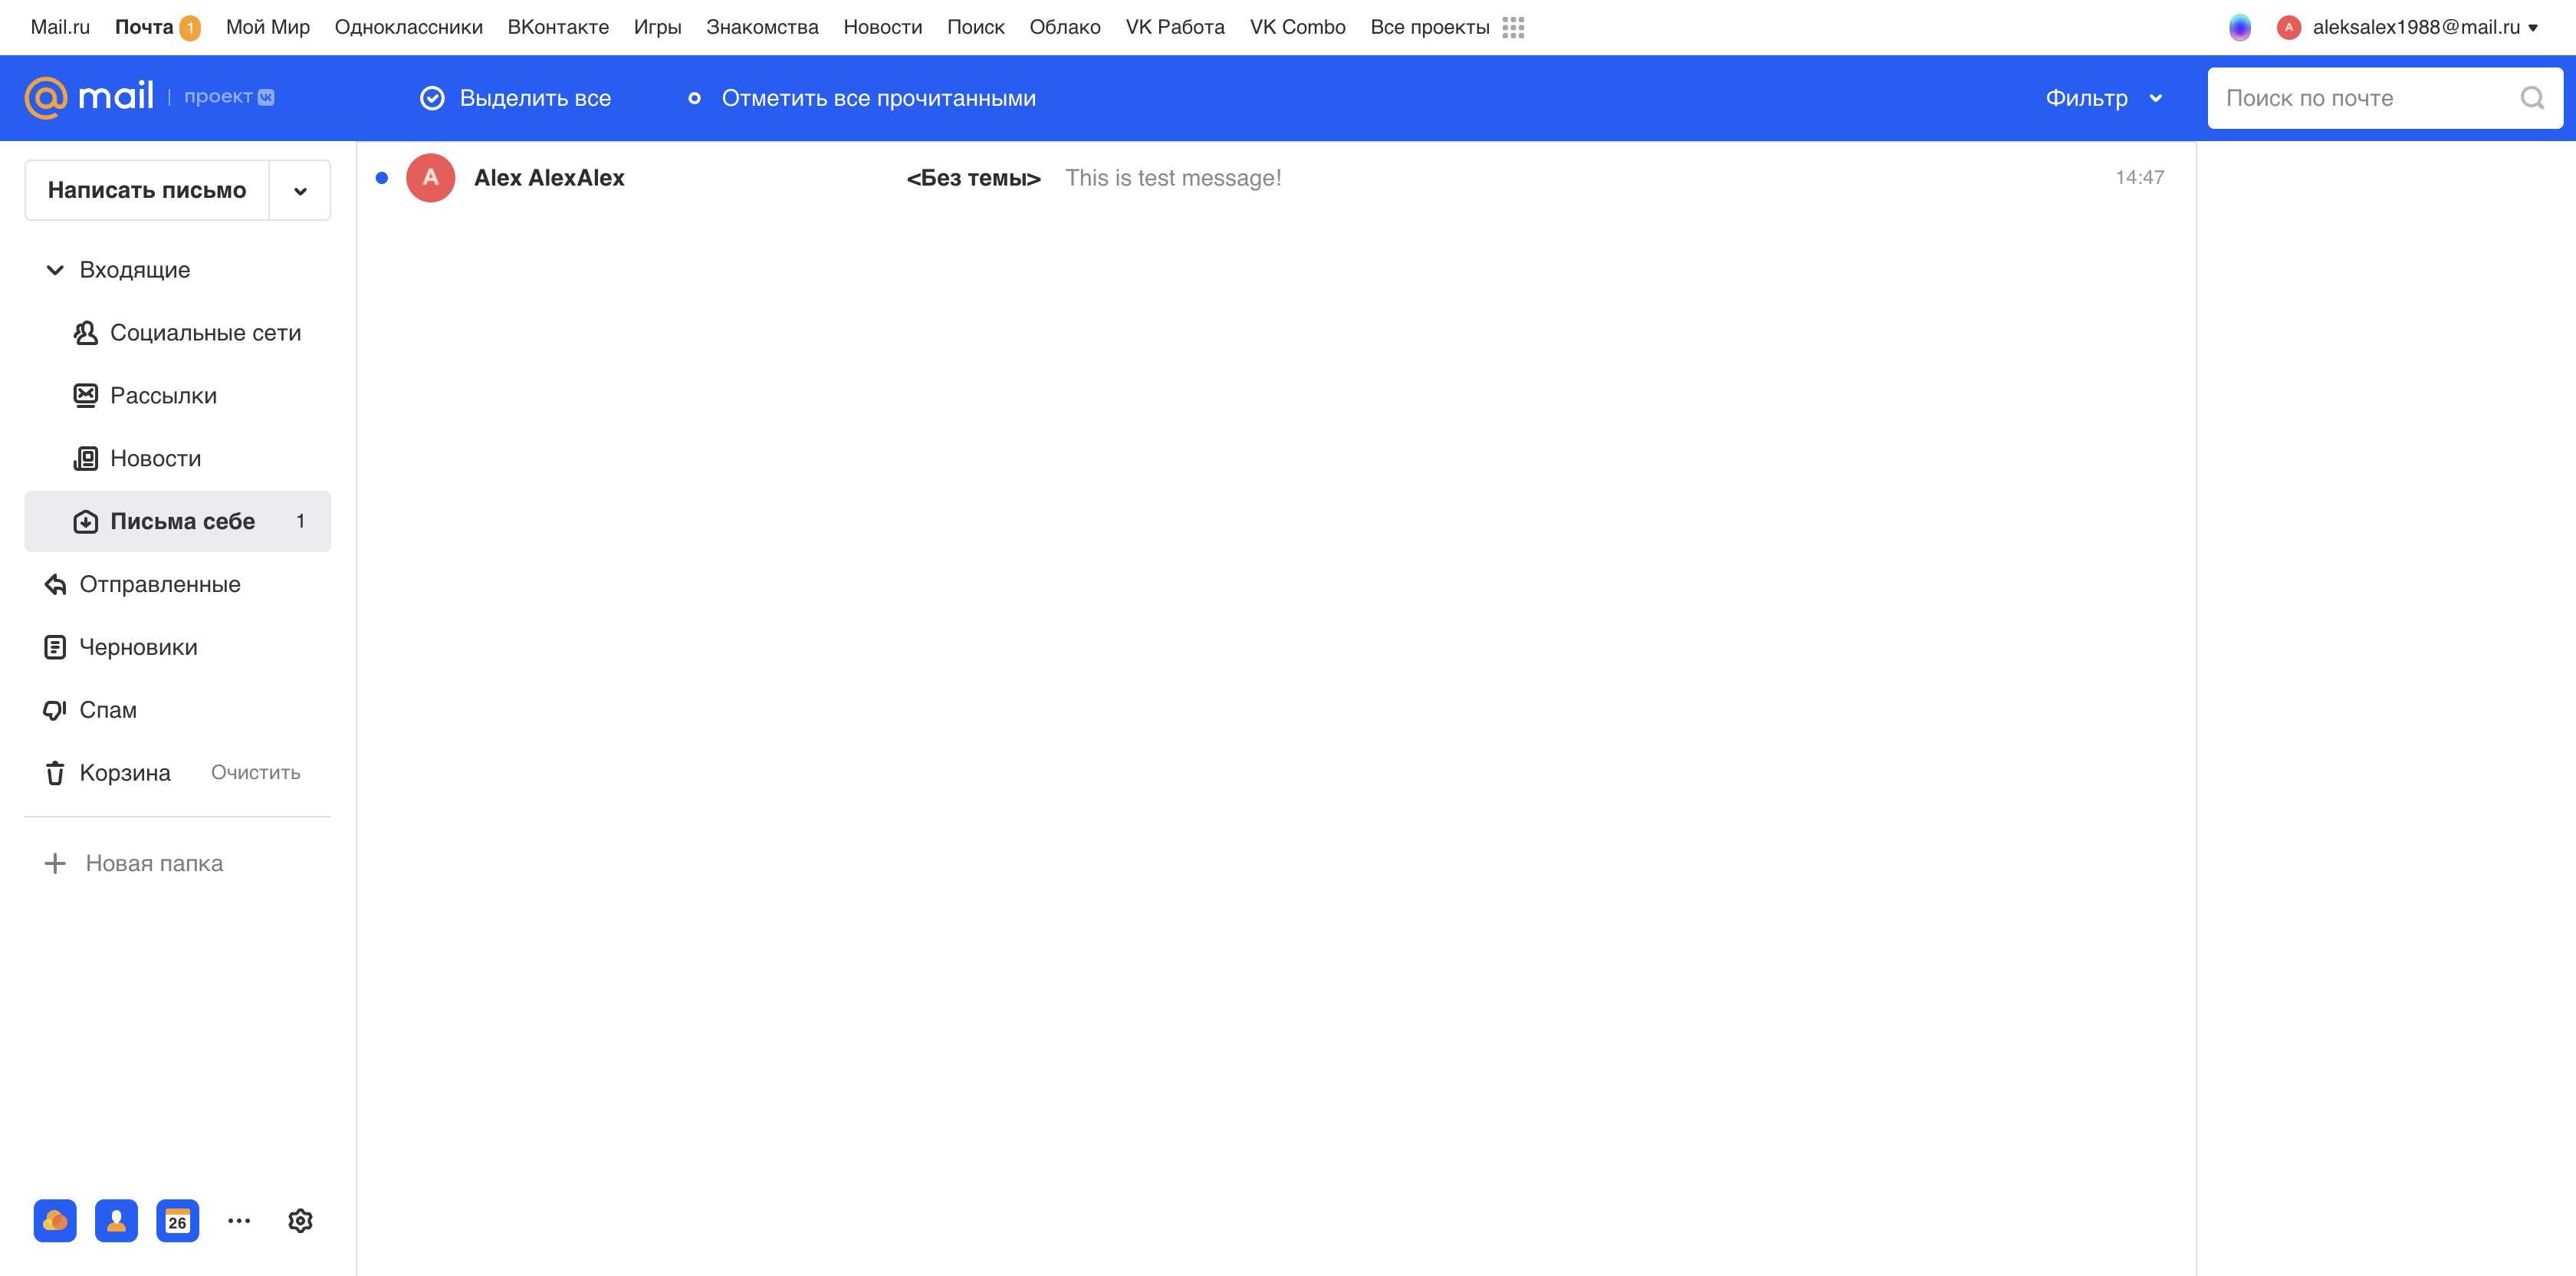 Mail.ru Почта 1 Мой Мир Одноклассники ВКонтакте Игры Знакомства Новости Поиск Облако VK Работа VK Combo Все проекты A aleksalex1988@mail.ru
@mail | проект VK Выделить все Отметить все прочитанными Фильтр Поиск по почте
Написать письмо
A Alex AlexAlex <Без темы> This is test message! 14:47
Входящие
Социальные сети
Рассылки
Новости
Письма себе 1
Отправленные
Черновики
Спам
Корзина Очистить
Новая папка
26